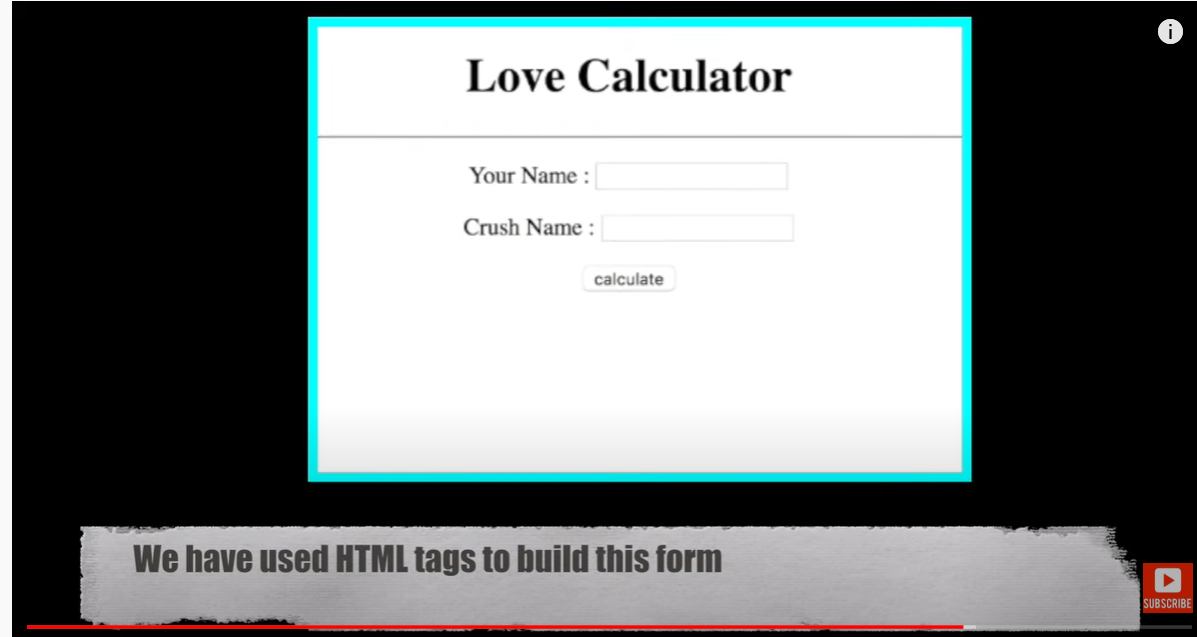 Love Calculator
Your Name :
Crush Name :
calculate
We have used HTML tags to build this form
SUBSCRIBE